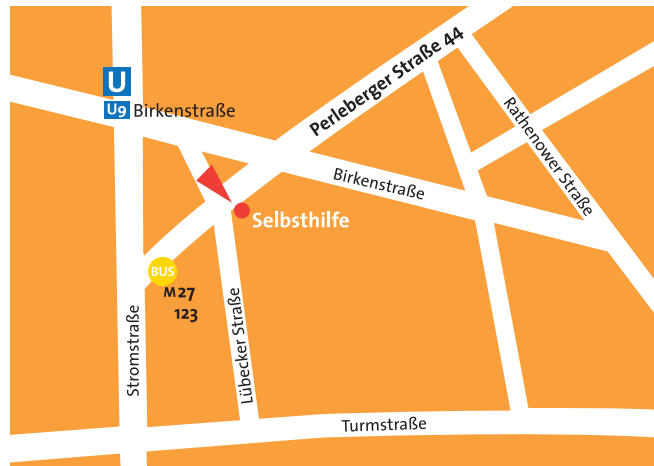 Perleberger Straße 44
U
U9 Birkenstraße
Rathenower Straße
Birkenstraße
Selbsthilfe
BUS
M27
123
Stromstraße
Lübecker Straße
Turmstraße